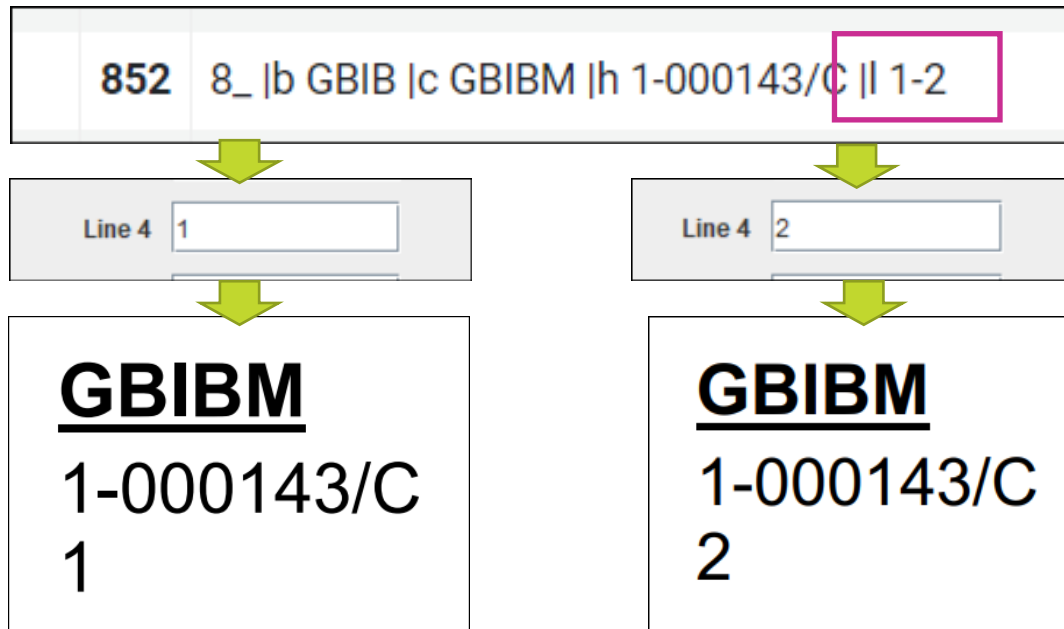 852 8_ |b GBIB |c GBIBM |h 1-000143/C |l 1-2
Line 4 1
Line 4 2
GBIBM
1-000143/C
1
GBIBM
1-000143/C
2